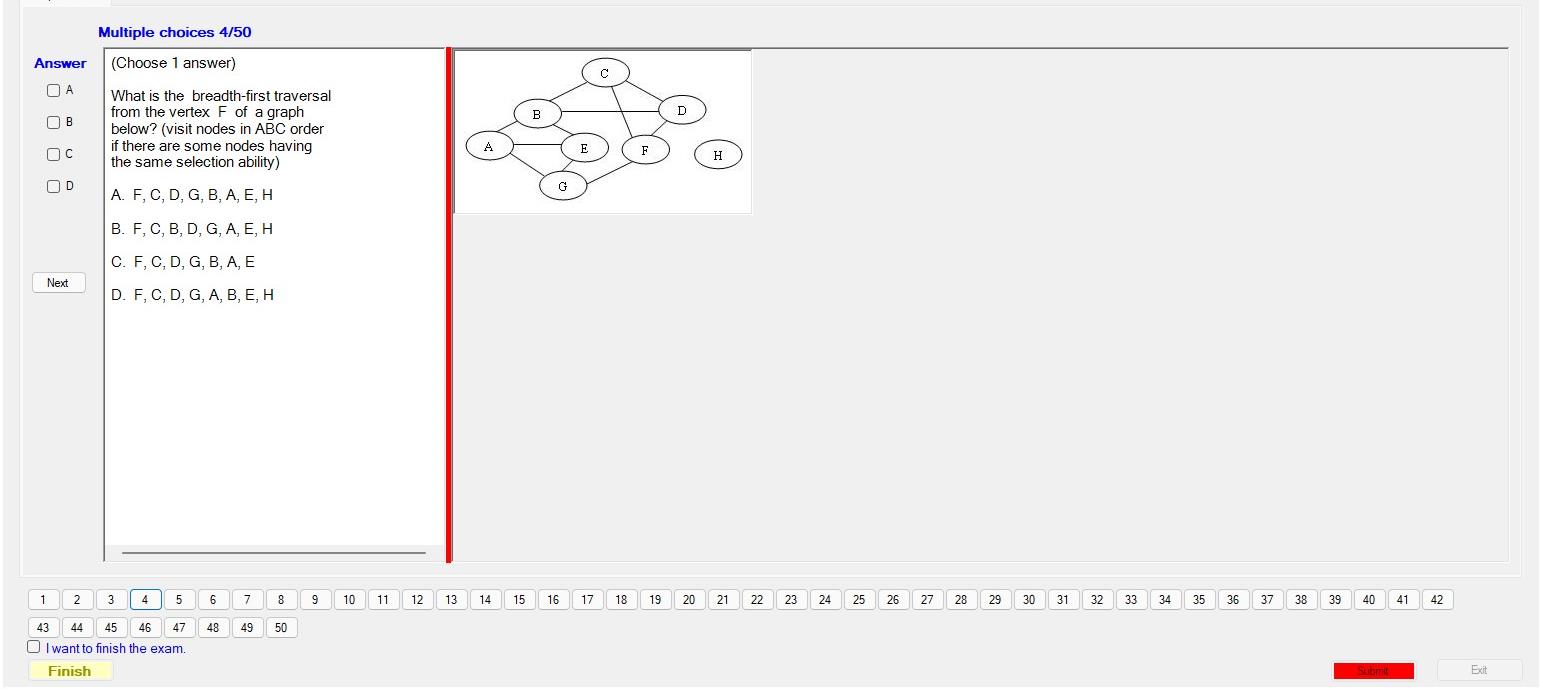 Multiple choices 4/50
Answer
A
B
C
D
Next
(Choose 1 answer)
What is the breadth-first traversal
from the vertex F of a graph
below? (visit nodes in ABC order
if there are some nodes having
the same selection ability)
A. F, C, D, G, B, A, E, H
B. F, C, B, D, G, A, E, H
C. F, C, D, G, B, A, E
D. F, C, D, G, A, B, E, H
C
B
D
A
E
F
H
G
1 2 3 4 5 6 7 8 9 10 11 12 13 14 15 16 17 18 19 20 21 22 23 24 25 26 27 28 29 30 31 32 33 34 35 36 37 38 39 40 41 42
43 44 45 46 47 48 49 50
I want to finish the exam.
Finish
Submit
Exit